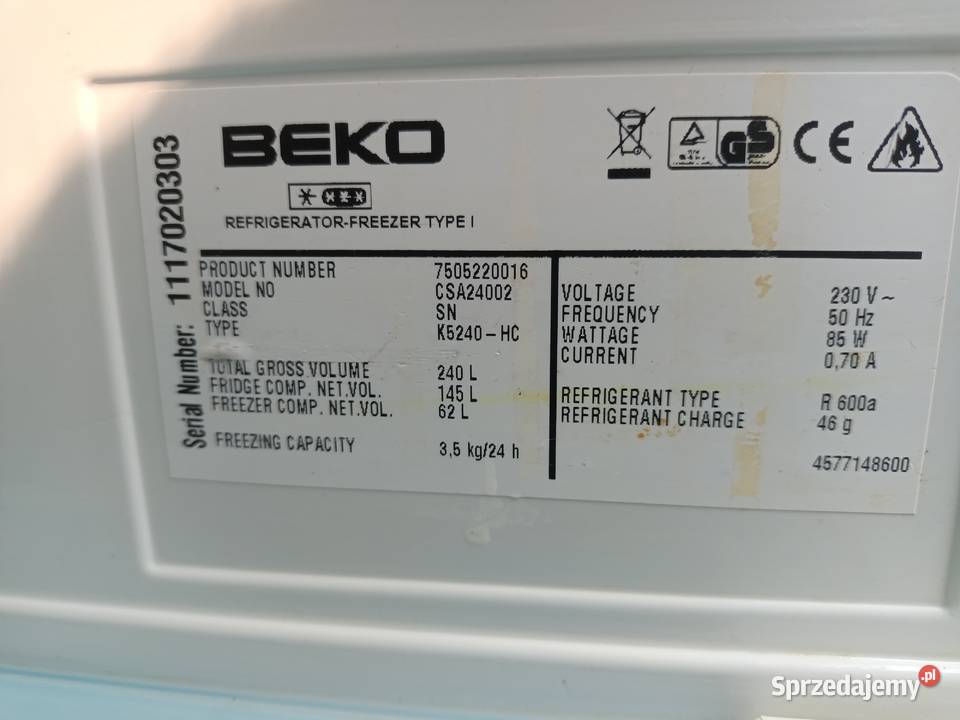 Serial Number: 1117020303
BEKO
REFRIGERATOR-FREEZER TYPE I
GS
CE
PRODUCT NUMBER 7505220016
MODEL NO CSA24002
CLASS SN
TYPE K5240-HC
TOTAL GROSS VOLUME 240 L
FRIDGE COMP. NET.VOL. 145 L
FREEZER COMP. NET.VOL. 62 L
FREEZING CAPACITY 3,5 kg/24 h
VOLTAGE 230 V ~
FREQUENCY 50 Hz
WATTAGE 85 W
CURRENT 0,70 A
REFRIGERANT TYPE R 600a
REFRIGERANT CHARGE 46 g
4577148600
Sprzedajemy.pl